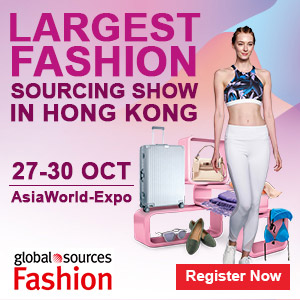 LARGEST
FASHION
SOURCING SHOW
IN HONG KONG
27-30 OCT
AsiaWorld-Expo
global sources
Fashion
Register Now